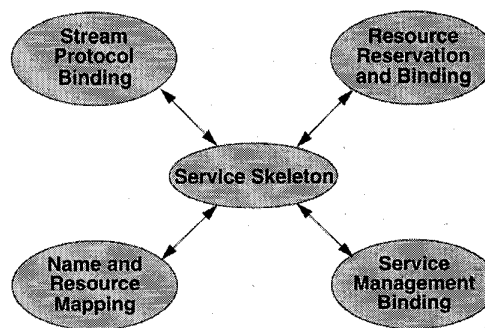 Stream
Protocol
Binding
Resource
Reservation
and Binding
Service Skeleton
Name and
Resource
Mapping
Service
Management
Binding